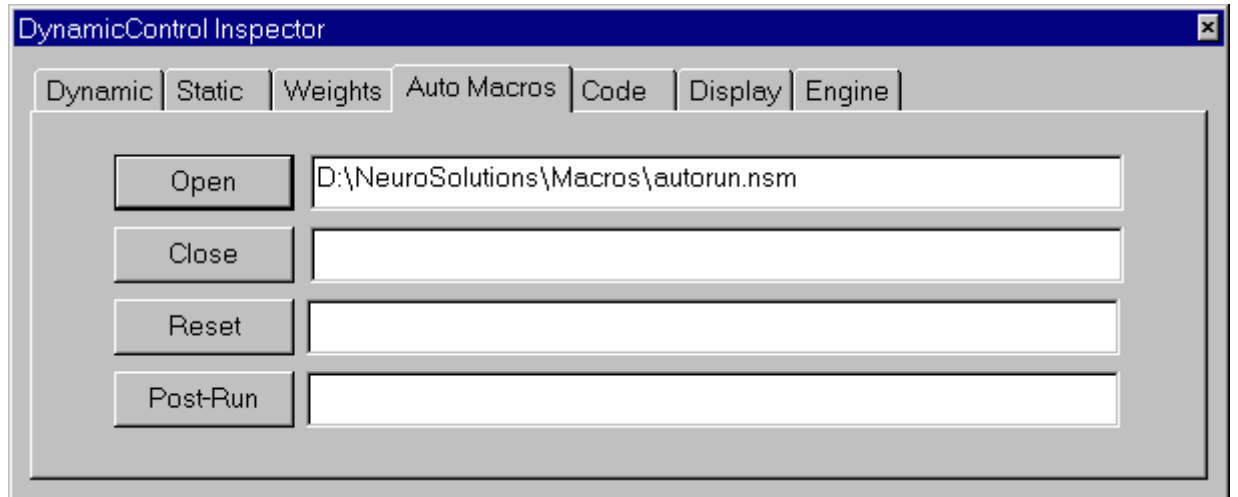 DynamicControl Inspector
Dynamic Static Weights Auto Macros Code Display Engine
Open D:\NeuroSolutions\Macros\autorun.nsm
Close
Reset
Post-Run